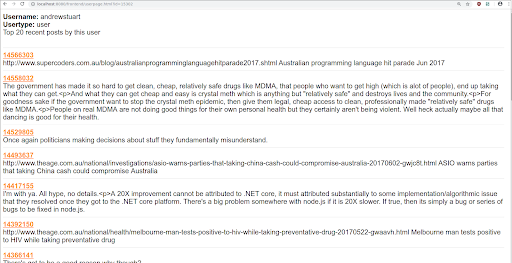 localhost:8080/frontend/userpage.html?id=31865
Username: andrewstuart
Usertype: user
Top 20 recent posts by this user
14566303
http://www.supercoders.com.au/blog/australianprogramminglanguagehitparade2017.shtml Australian programming language hit parade Jun 2017
14558032
The government has made it so hard to get clean, cheap, relatively safe drugs like MDMA, that people who want to get high (which is alot of people), end up taking
what they can get.<p>And what they can get cheap and easy is crystal meth which is anything but "relatively safe" and destroys lives and the community.<p>For
goodness sake if the government want to stop the crystal meth epidemic, then give them legal, cheap access to clean, professionally made "relatively safe" drugs
like MDMA.<p>People on real MDMA are not doing good things for their own personal health but they certainly aren't being violent. Well heck actually maybe all that
dancing is good for their health.
14529805
Once again politicians making decisions about stuff they fundamentally misunderstand.
14493637
http://www.theage.com.au/national/investigations/asio-warns-parties-that-taking-china-cash-could-compromise-australia-20170602-gwjc8t.html ASIO warns parties
that taking China cash could compromise Australia
14417155
I'm with ya. All hype, no details.<p>A 20X improvement cannot be attributed to .NET core, it must attributed substantially to some implementation/algorithmic issue
that they resolved once they got to the .NET core platform. There's a big problem somewhere with node.js if it is 20X slower. If true, then its simply a bug or series of
bugs to be fixed in node.js.
14392150
http://www.theage.com.au/national/health/melbourne-man-tests-positive-to-hiv-while-taking-preventative-drug-20170522-gwaavh.html Melbourne man tests positive
to HIV while taking preventative drug
14366141